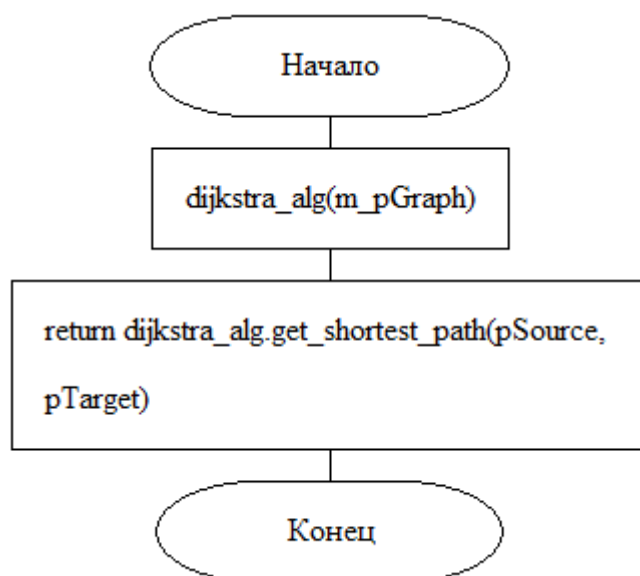 Начало
dijkstra_alg(m_pGraph)
return dijkstra_alg.get_shortest_path(pSource,
pTarget)
Конец